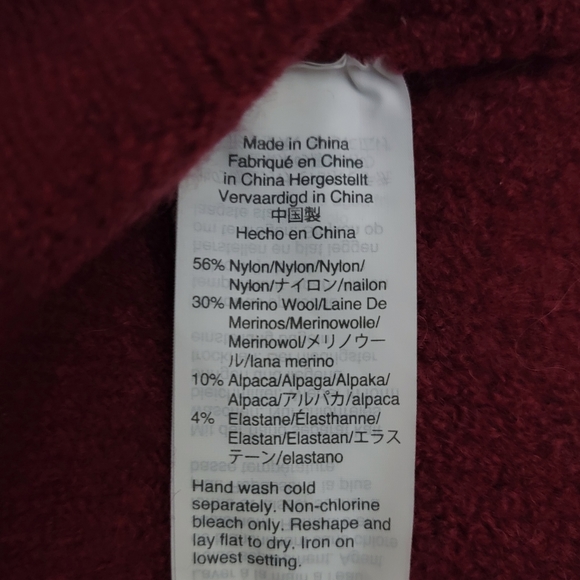 Made in China
Fabriqué en Chine
in China Hergestellt
Vervaardigd in China
中国製
Hecho en China
56% Nylon/Nylon/Nylon/
Nylon/ナイロン/nailon
30% Merino Wool/Laine De
Merinos/Merinowolle/
Merinowol/メリノウー
ル/lana merino
10% Alpaca/Alpaga/Alpaka/
Alpaca/アルパカ/alpaca
4% Elastane/Élasthanne/
Elastan/Elastaan/エラス
テーン/elastano
Hand wash cold
separately. Non-chlorine
bleach only. Reshape and
lay flat to dry. Iron on
lowest setting.